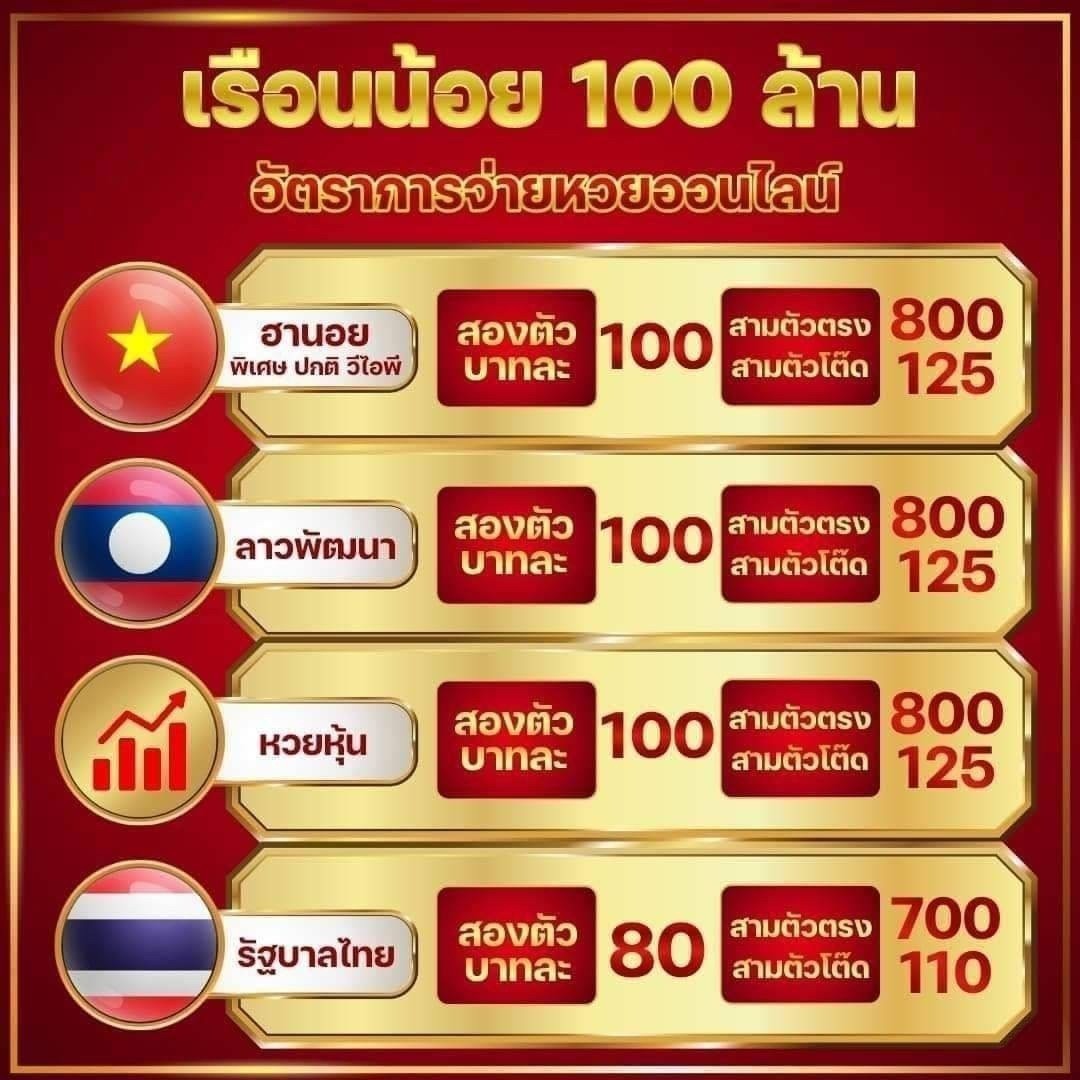 เรือนน้อย 100 ล้าน
อัตราการจ่ายหวยออนไลน์
ฮานอย
พิเศษ ปกติ วีไอพี
สองตัว
บาทละ
100
สามตัวตรง
สามตัวโต๊ด
800
125
ลาวพัฒนา
สองตัว
บาทละ
100
สามตัวตรง
สามตัวโต๊ด
800
125
หวยหุ้น
สองตัว
บาทละ
100
สามตัวตรง
สามตัวโต๊ด
800
125
รัฐบาลไทย
สองตัว
บาทละ
80
สามตัวตรง
สามตัวโต๊ด
700
110